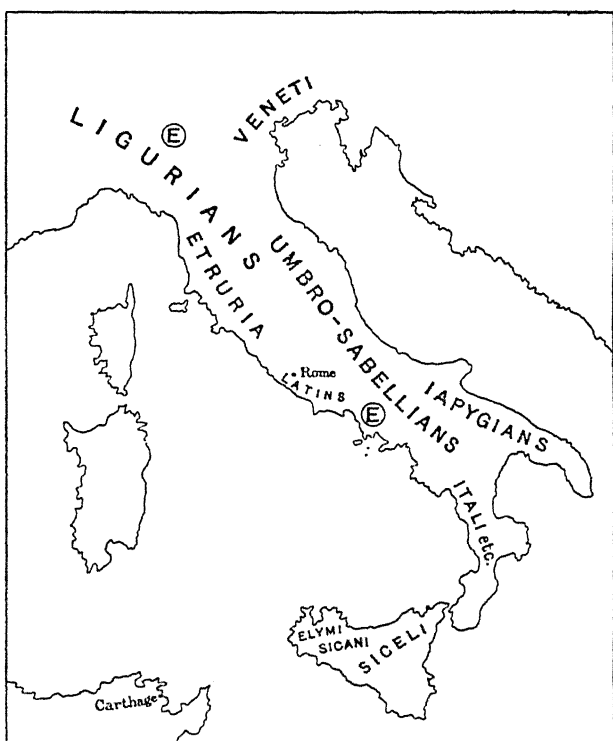 VENETI
LIGURIANS
E
ETRURIA
UMBRO-SABELLIANS
Rome
LATINS
IAPYGIANS
E
ITALI etc.
ELYMI
SICANI
SICELI
Carthage